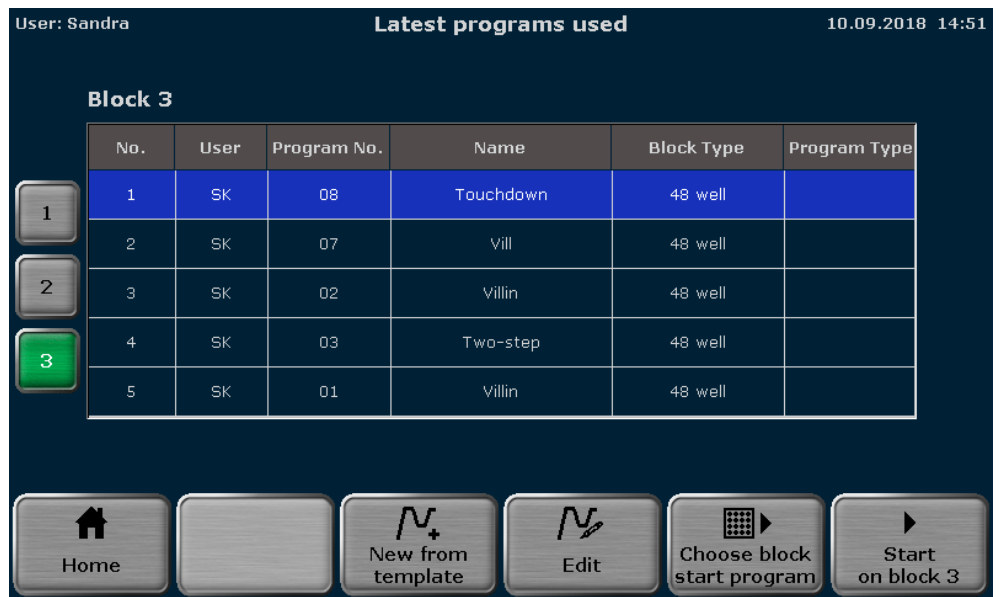 User: Sandra Latest programs used 10.09.2018 14:51
Block 3
No. User Program No. Name Block Type Program Type
1 SK 08 Touchdown 48 well
2 SK 07 Vill 48 well
3 SK 02 Villin 48 well
4 SK 03 Two-step 48 well
5 SK 01 Villin 48 well
1
2
3
Home
New from
template
Edit
Choose block
start program
Start
on block 3